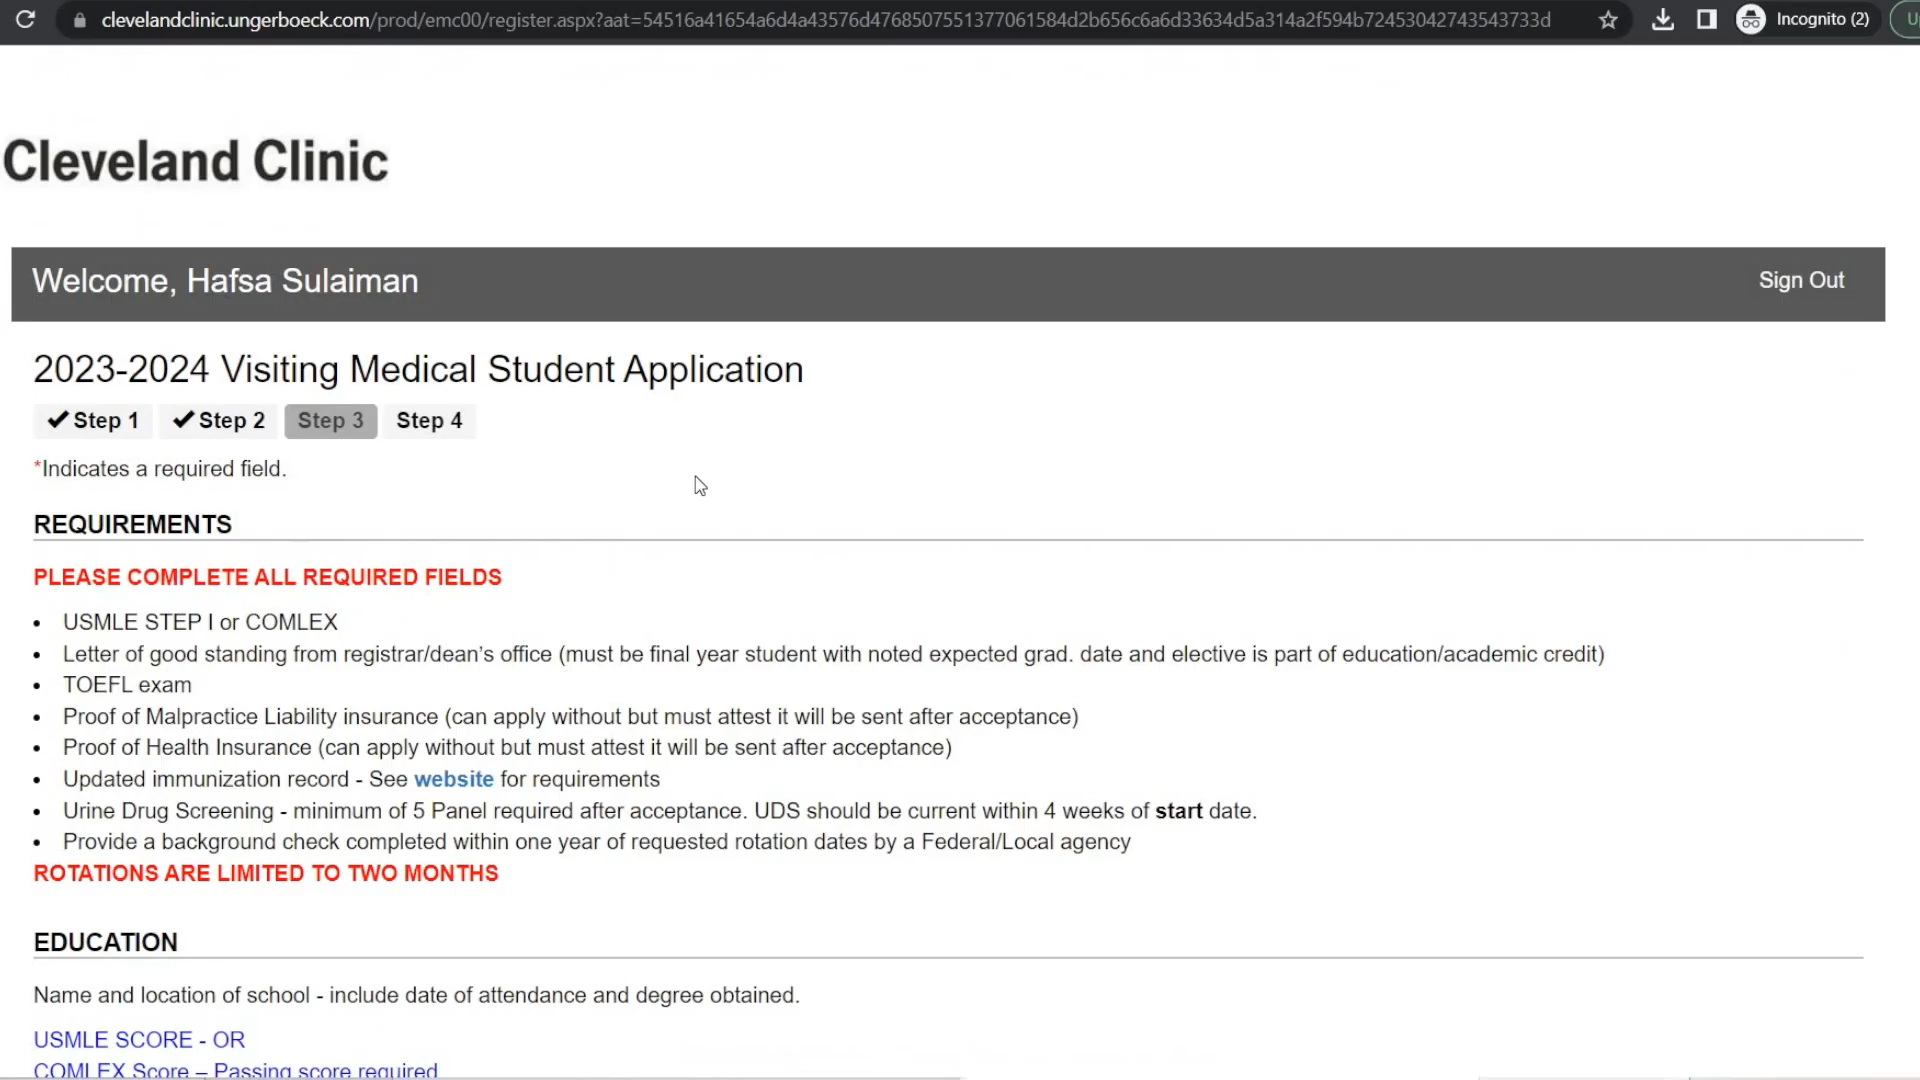 clevelandclinic.ungerboeck.com/prod/emc00/register.aspx?aat=54516a41654a6d4a43576d4768507551377061584d2b656c6a6d33634d5a314a2f594b72453042743543733d
Incognito (2)
Cleveland Clinic
Welcome, Hafsa Sulaiman
Sign Out
2023-2024 Visiting Medical Student Application
✔ Step 1 ✔ Step 2 Step 3 Step 4
*Indicates a required field.
REQUIREMENTS
PLEASE COMPLETE ALL REQUIRED FIELDS
• USMLE STEP I or COMLEX
• Letter of good standing from registrar/dean’s office (must be final year student with noted expected grad. date and elective is part of education/academic credit)
• TOEFL exam
• Proof of Malpractice Liability insurance (can apply without but must attest it will be sent after acceptance)
• Proof of Health Insurance (can apply without but must attest it will be sent after acceptance)
• Updated immunization record - See website for requirements
• Urine Drug Screening - minimum of 5 Panel required after acceptance. UDS should be current within 4 weeks of start date.
• Provide a background check completed within one year of requested rotation dates by a Federal/Local agency
ROTATIONS ARE LIMITED TO TWO MONTHS
EDUCATION
Name and location of school - include date of attendance and degree obtained.
USMLE SCORE - OR
COMLEX Score – Passing score required